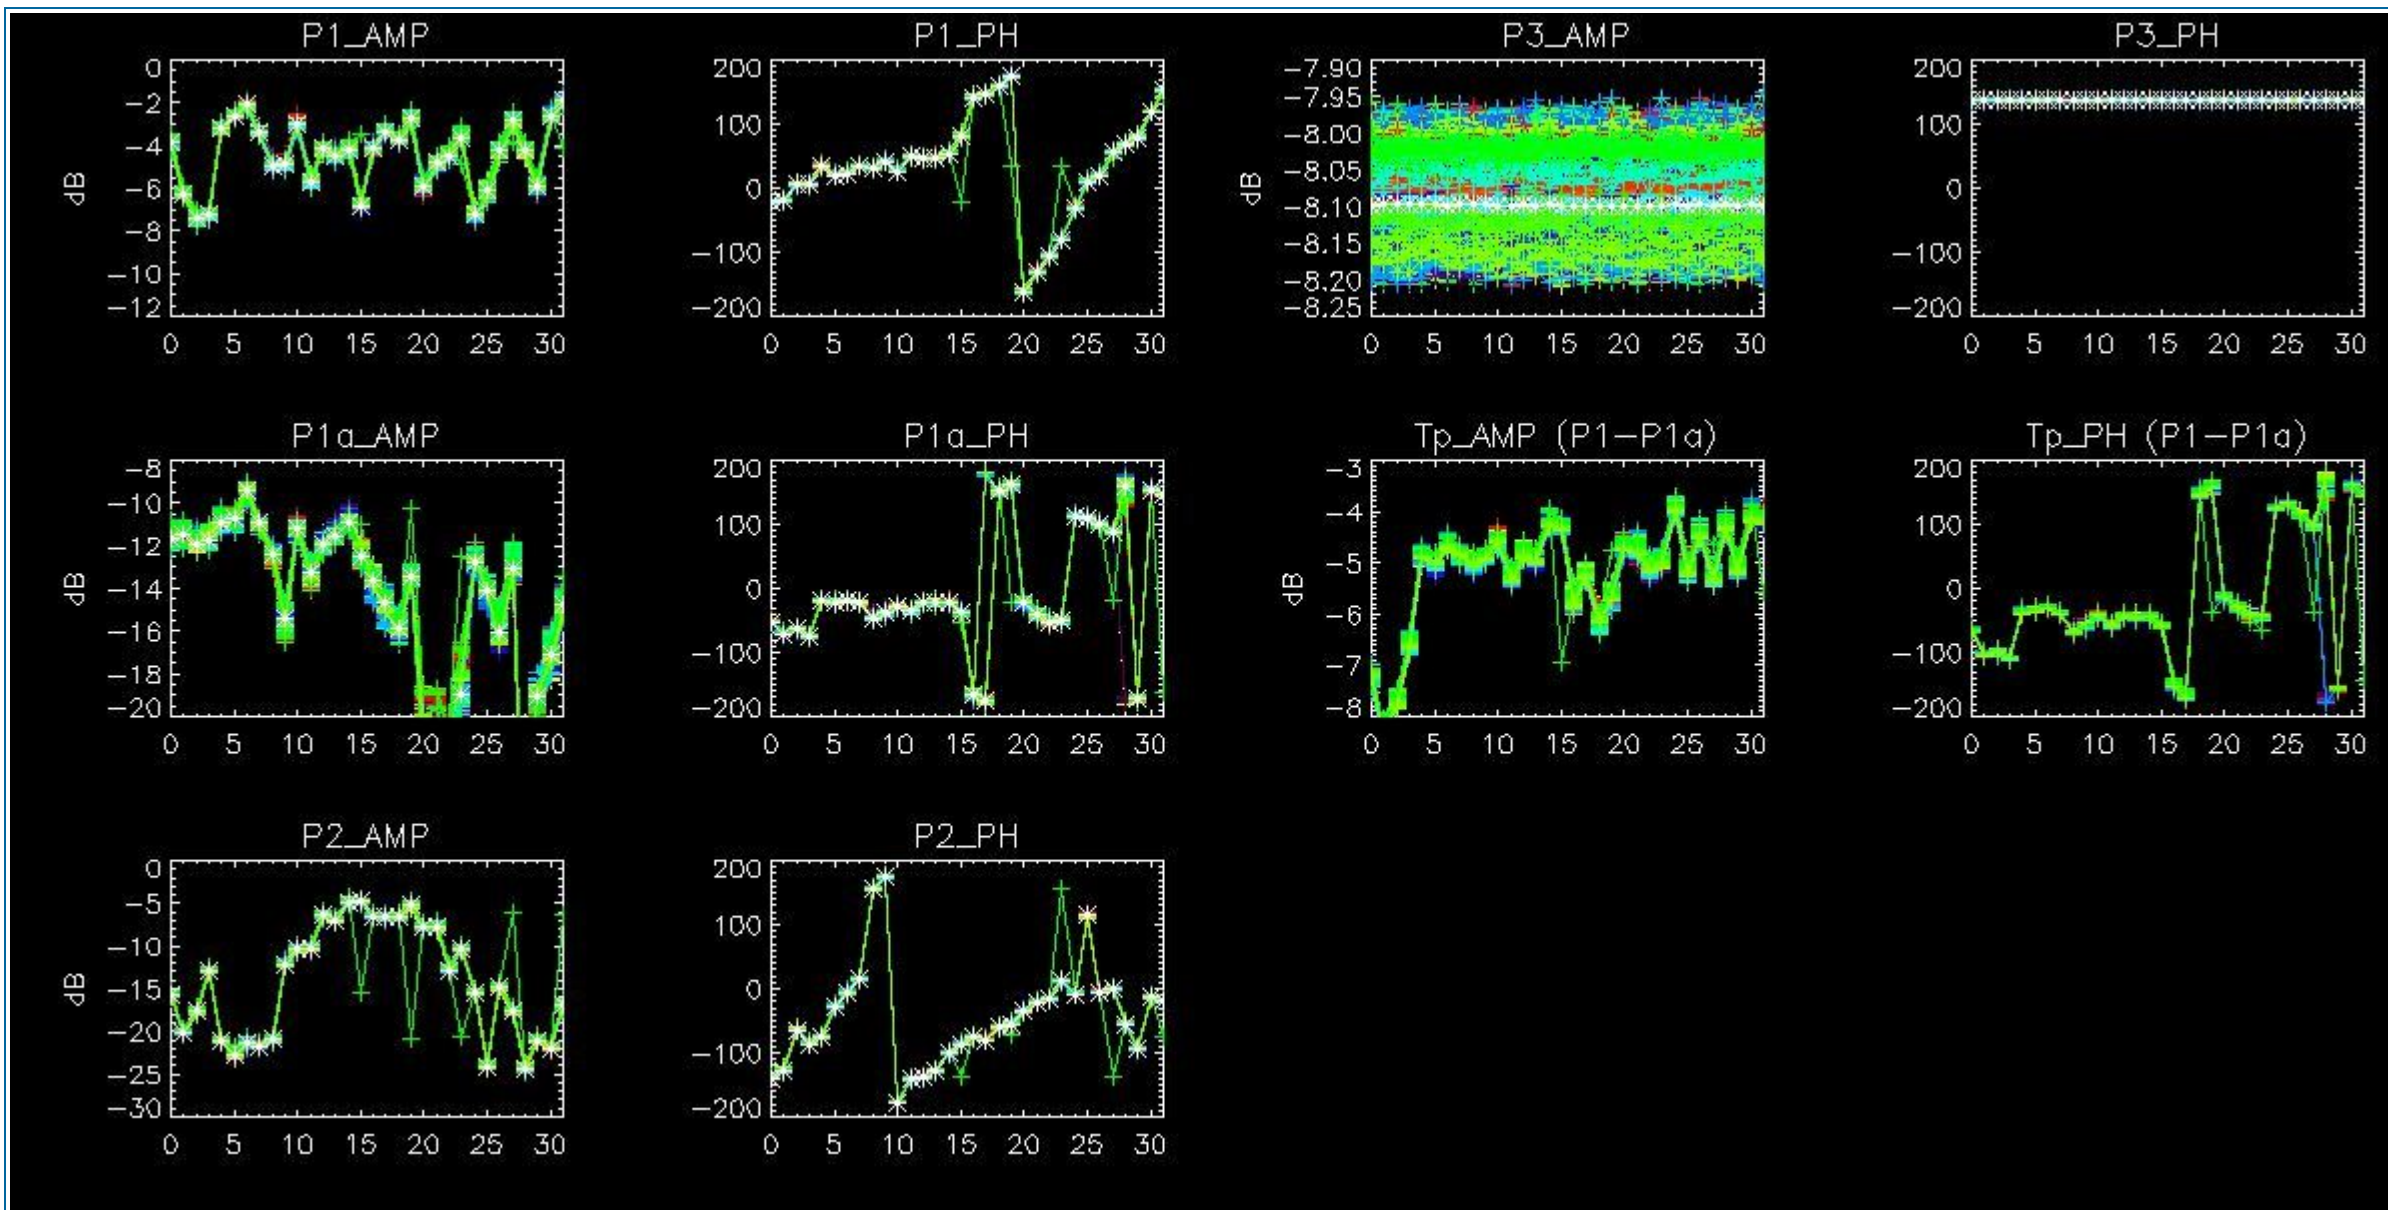 P1_AMP
P1_PH
P3_AMP
P3_PH
0
−2
−4
−6
−8
−10
−12
dB
0 5 10 15 20 25 30
200
100
0
−100
−200
0 5 10 15 20 25 30
−7.90
−7.95
−8.00
−8.05
−8.10
−8.15
−8.20
−8.25
dB
0 5 10 15 20 25 30
200
100
0
−100
−200
0 5 10 15 20 25 30
P1a_AMP
P1a_PH
Tp_AMP (P1−P1a)
Tp_PH (P1−P1a)
−8
−10
−12
−14
−16
−18
−20
dB
0 5 10 15 20 25 30
200
100
0
−100
−200
0 5 10 15 20 25 30
−3
−4
−5
−6
−7
−8
dB
0 5 10 15 20 25 30
200
100
0
−100
−200
0 5 10 15 20 25 30
P2_AMP
P2_PH
0
−5
−10
−15
−20
−25
−30
dB
0 5 10 15 20 25 30
200
100
0
−100
−200
0 5 10 15 20 25 30